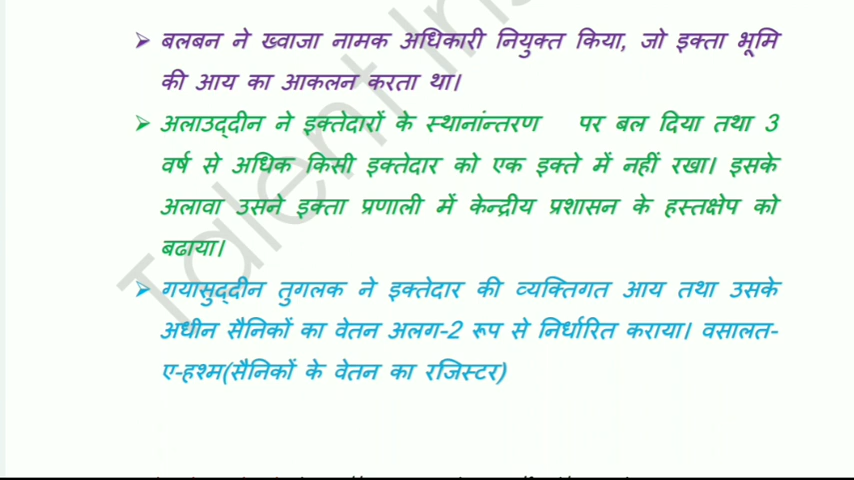 ➢ बलबन ने ख्वाजा नामक अधिकारी नियुक्त किया, जो इक्ता भूमि
की आय का आकलन करता था।
➢ अलाउद्दीन ने इक्तेदारों के स्थानांन्तरण पर बल दिया तथा 3
वर्ष से अधिक किसी इक्तेदार को एक इक्ते में नहीं रखा। इसके
अलावा उसने इक्ता प्रणाली में केन्द्रीय प्रशासन के हस्तक्षेप को
बढाया।
➢ गयासुद्दीन तुगलक ने इक्तेदार की व्यक्तिगत आय तथा उसके
अधीन सैनिकों का वेतन अलग-2 रूप से निर्धारित कराया। वसालत-
ए-हश्म(सैनिकों के वेतन का रजिस्टर)
Talent